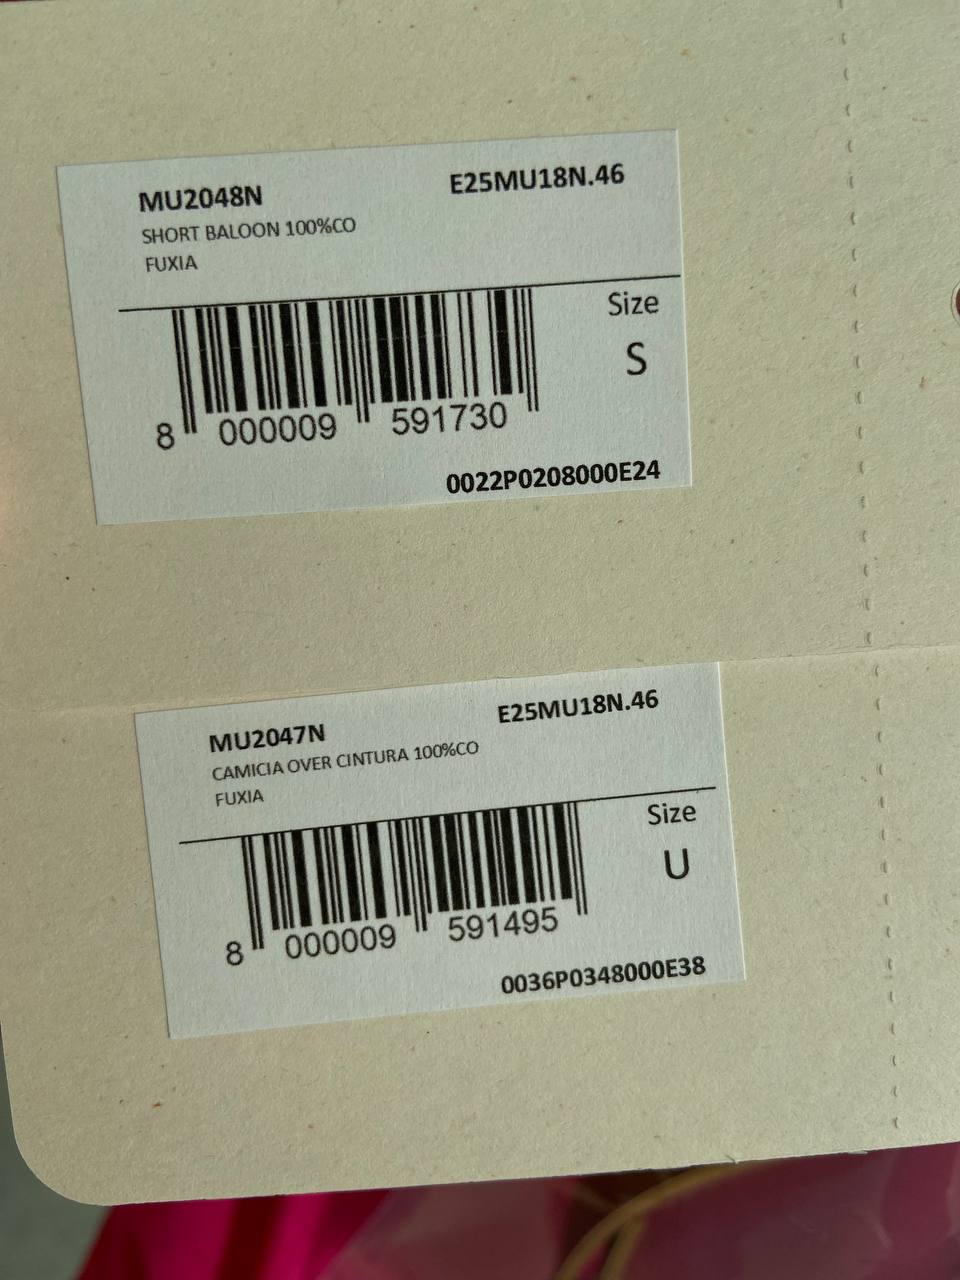 MU2048N E25MU18N.46
SHORT BALOON 100%CO
FUXIA
Size
S
8 000009 591730
0022P0208000E24
MU2047N E25MU18N.46
CAMICIA OVER CINTURA 100%CO
FUXIA
Size
U
8 000009 591495
0036P0348000E38